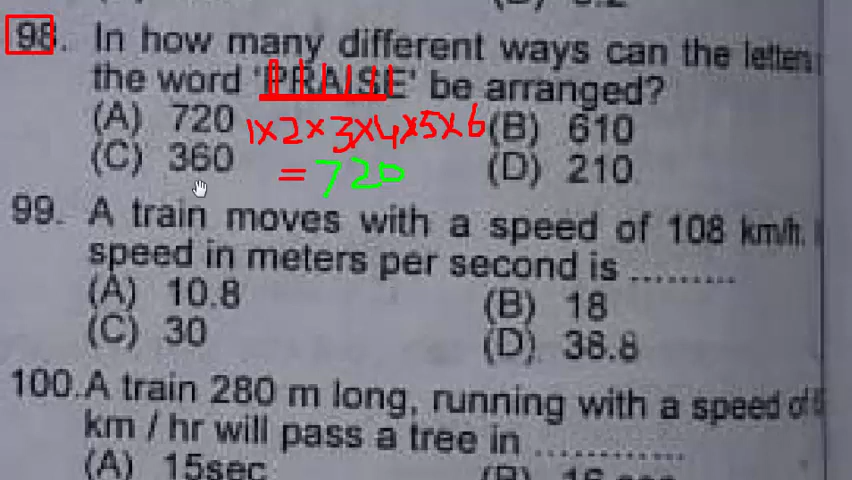 98. In how many different ways can the letters
the word 'PRAISE' be arranged?
(A) 720
1×2×3×4×5×6
(B) 610
(C) 360
= 720
(D) 210
99. A train moves with a speed of 108 km/h.
speed in meters per second is .........
(A) 10.8
(B) 18
(C) 30
(D) 38.8
100. A train 280 m long, running with a speed of
km / hr will pass a tree in ............
(A) 15sec
(B) 16 sec